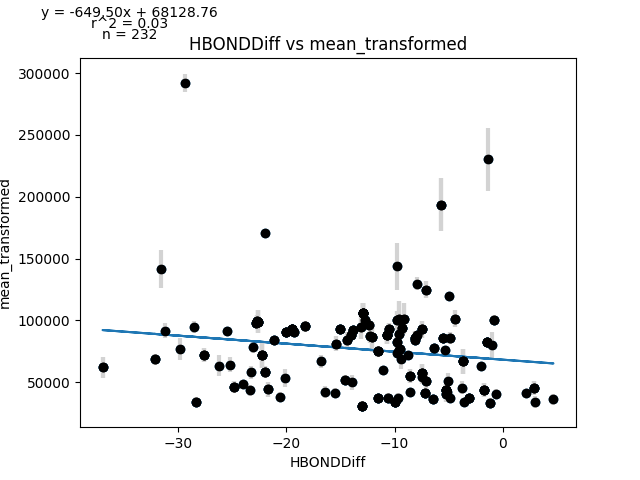 y = -649.50x + 68128.76
r^2 = 0.03
n = 232
HBONDDiff vs mean_transformed
300000
250000
200000
150000
100000
50000
mean_transformed
−30
−20
−10
0
HBONDDiff